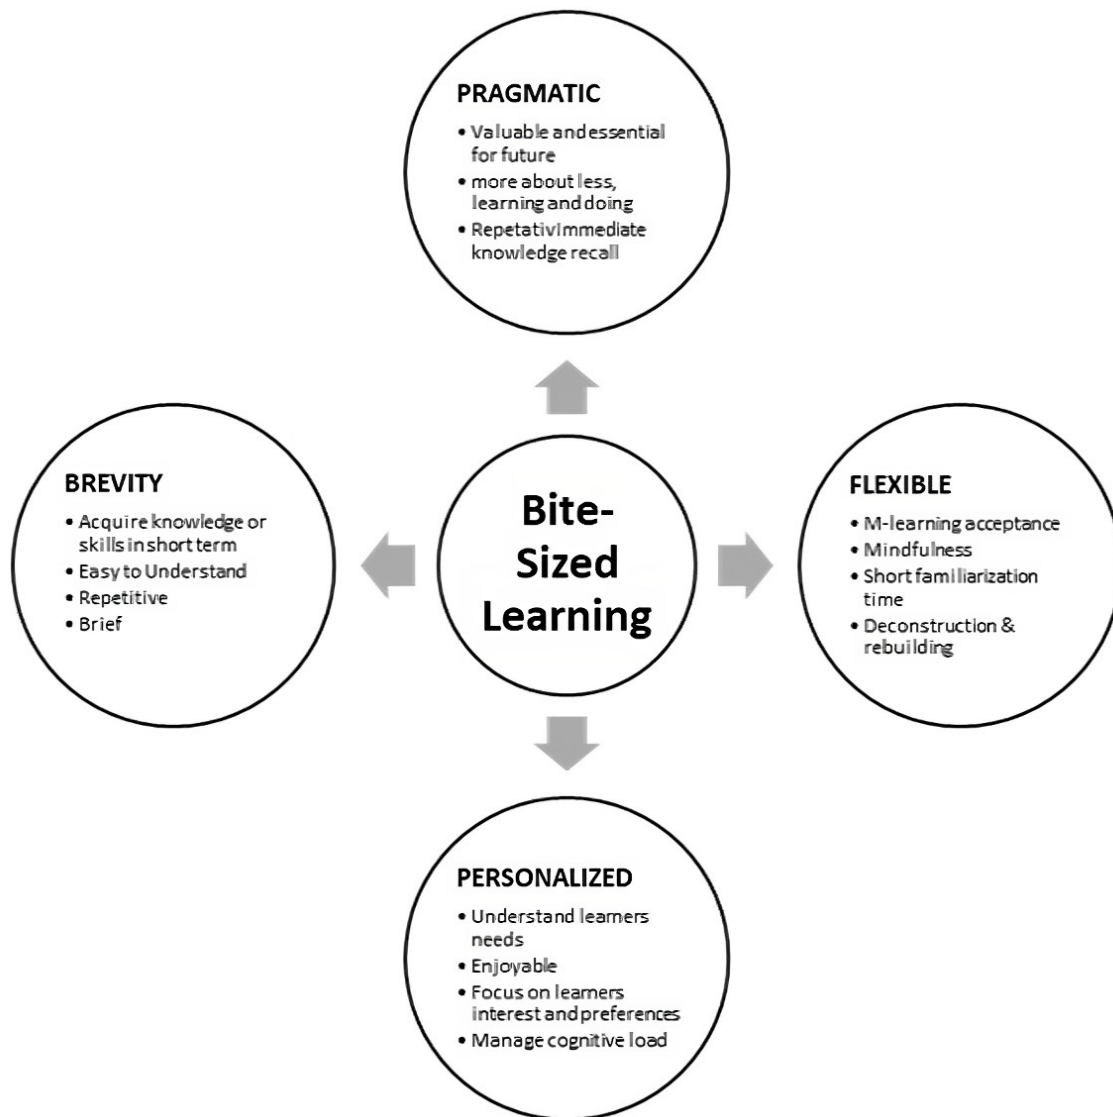 PRAGMATIC
• Valuable and essential
for future
• more about less,
learning and doing
• Repetativimmediate
knowledge recall
BREVITY
• Acquire knowledge or
skills in short term
• Easy to Understand
• Repetitive
• Brief
Bite-
Sized
Learning
FLEXIBLE
• M-learning acceptance
• Mindfulness
• Short familiarization
time
• Deconstruction &
rebuilding
PERSONALIZED
• Understand learners
needs
• Enjoyable
• Focus on learners
interest and preferences
• Manage cognitive load